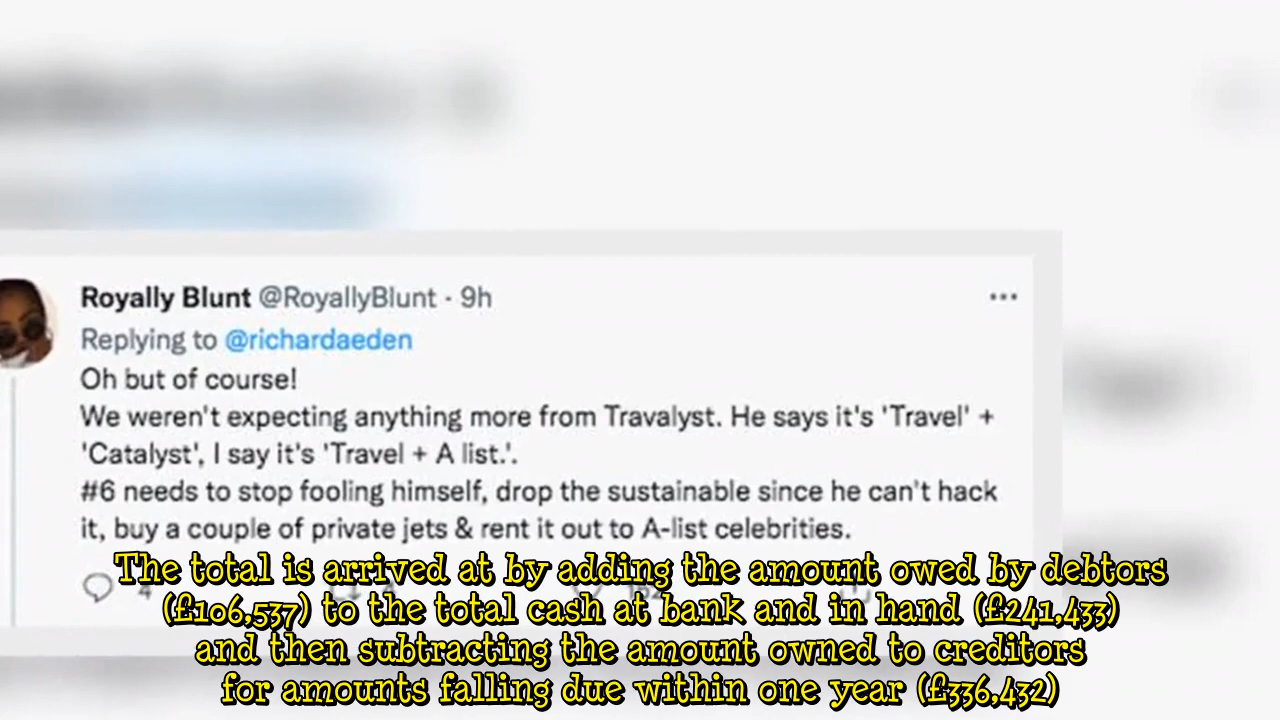 Royally Blunt @RoyallyBlunt · 9h
Replying to @richardaeden
Oh but of course!
We weren't expecting anything more from Travalyst. He says it's 'Travel' +
'Catalyst', I say it's 'Travel + A list.'.
#6 needs to stop fooling himself, drop the sustainable since he can't hack
it, buy a couple of private jets & rent it out to A-list celebrities.
The total is arrived at by adding the amount owed by debtors
(£106,537) to the total cash at bank and in hand (£241,433)
and then subtracting the amount owned to creditors
for amounts falling due within one year (£336,432)